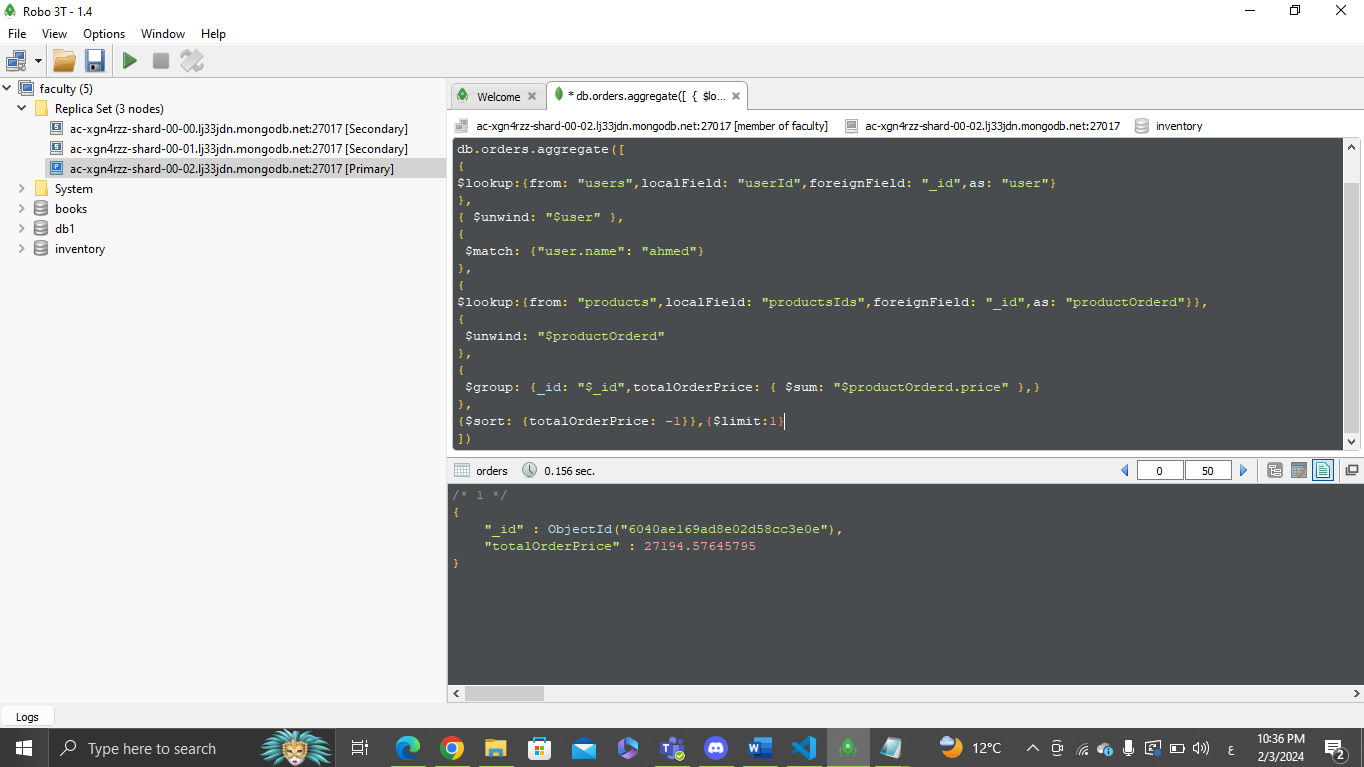 Robo 3T - 1.4
File View Options Window Help
faculty (5)
Replica Set (3 nodes)
ac-xgn4rzz-shard-00-00.lj33jdn.mongodb.net:27017 [Secondary]
ac-xgn4rzz-shard-00-01.lj33jdn.mongodb.net:27017 [Secondary]
ac-xgn4rzz-shard-00-02.lj33jdn.mongodb.net:27017 [Primary]
System
books
db1
inventory
Welcome
* db.orders.aggregate([ { $lo...
ac-xgn4rzz-shard-00-02.lj33jdn.mongodb.net:27017 [member of faculty] ac-xgn4rzz-shard-00-02.lj33jdn.mongodb.net:27017 inventory
db.orders.aggregate([
{
$lookup:{from: "users",localField: "userId",foreignField: "_id",as: "user"}
},
{ $unwind: "$user" },
{
$match: {"user.name": "ahmed"}
},
{
$lookup:{from: "products",localField: "productsIds",foreignField: "_id",as: "productOrderd"}},
{
$unwind: "$productOrderd"
},
{
$group: {_id: "$_id",totalOrderPrice: { $sum: "$productOrderd.price" },}
},
{$sort: {totalOrderPrice: -1}},{$limit:1}
])
orders 0.156 sec. 0 50
/* 1 */
{
"_id" : ObjectId("6040ae169ad8e02d58cc3e0e"),
"totalOrderPrice" : 27194.57645795
}
Logs
Type here to search
12°C
ع
10:36 PM
2/3/2024
2